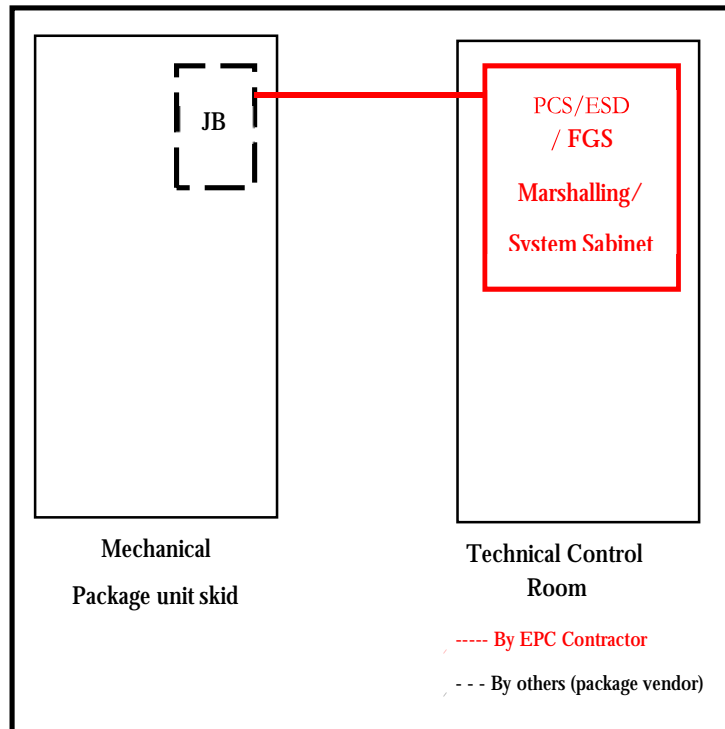 JB
PCS/ESD
/ FGS
Marshalling/
System Sabinet
Mechanical
Package unit skid
Technical Control
Room
----- By EPC Contractor
- - - By others (package vendor)